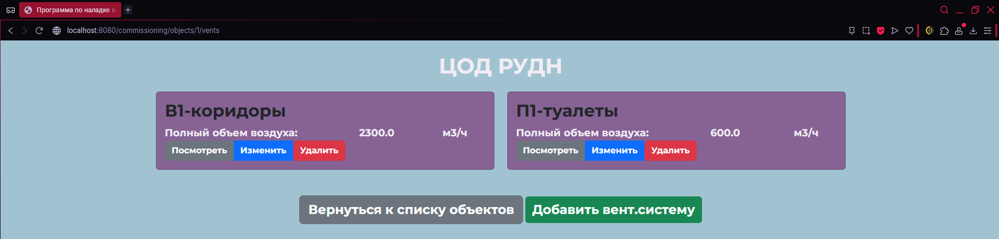 Программа по наладке в
localhost:8080/commissioning/objects/1/vents
ЦОД РУДН
В1-коридоры
Полный объем воздуха: 2300.0 м3/ч
Посмотреть Изменить Удалить
П1-туалеты
Полный объем воздуха: 600.0 м3/ч
Посмотреть Изменить Удалить
Вернуться к списку объектов Добавить вент.систему